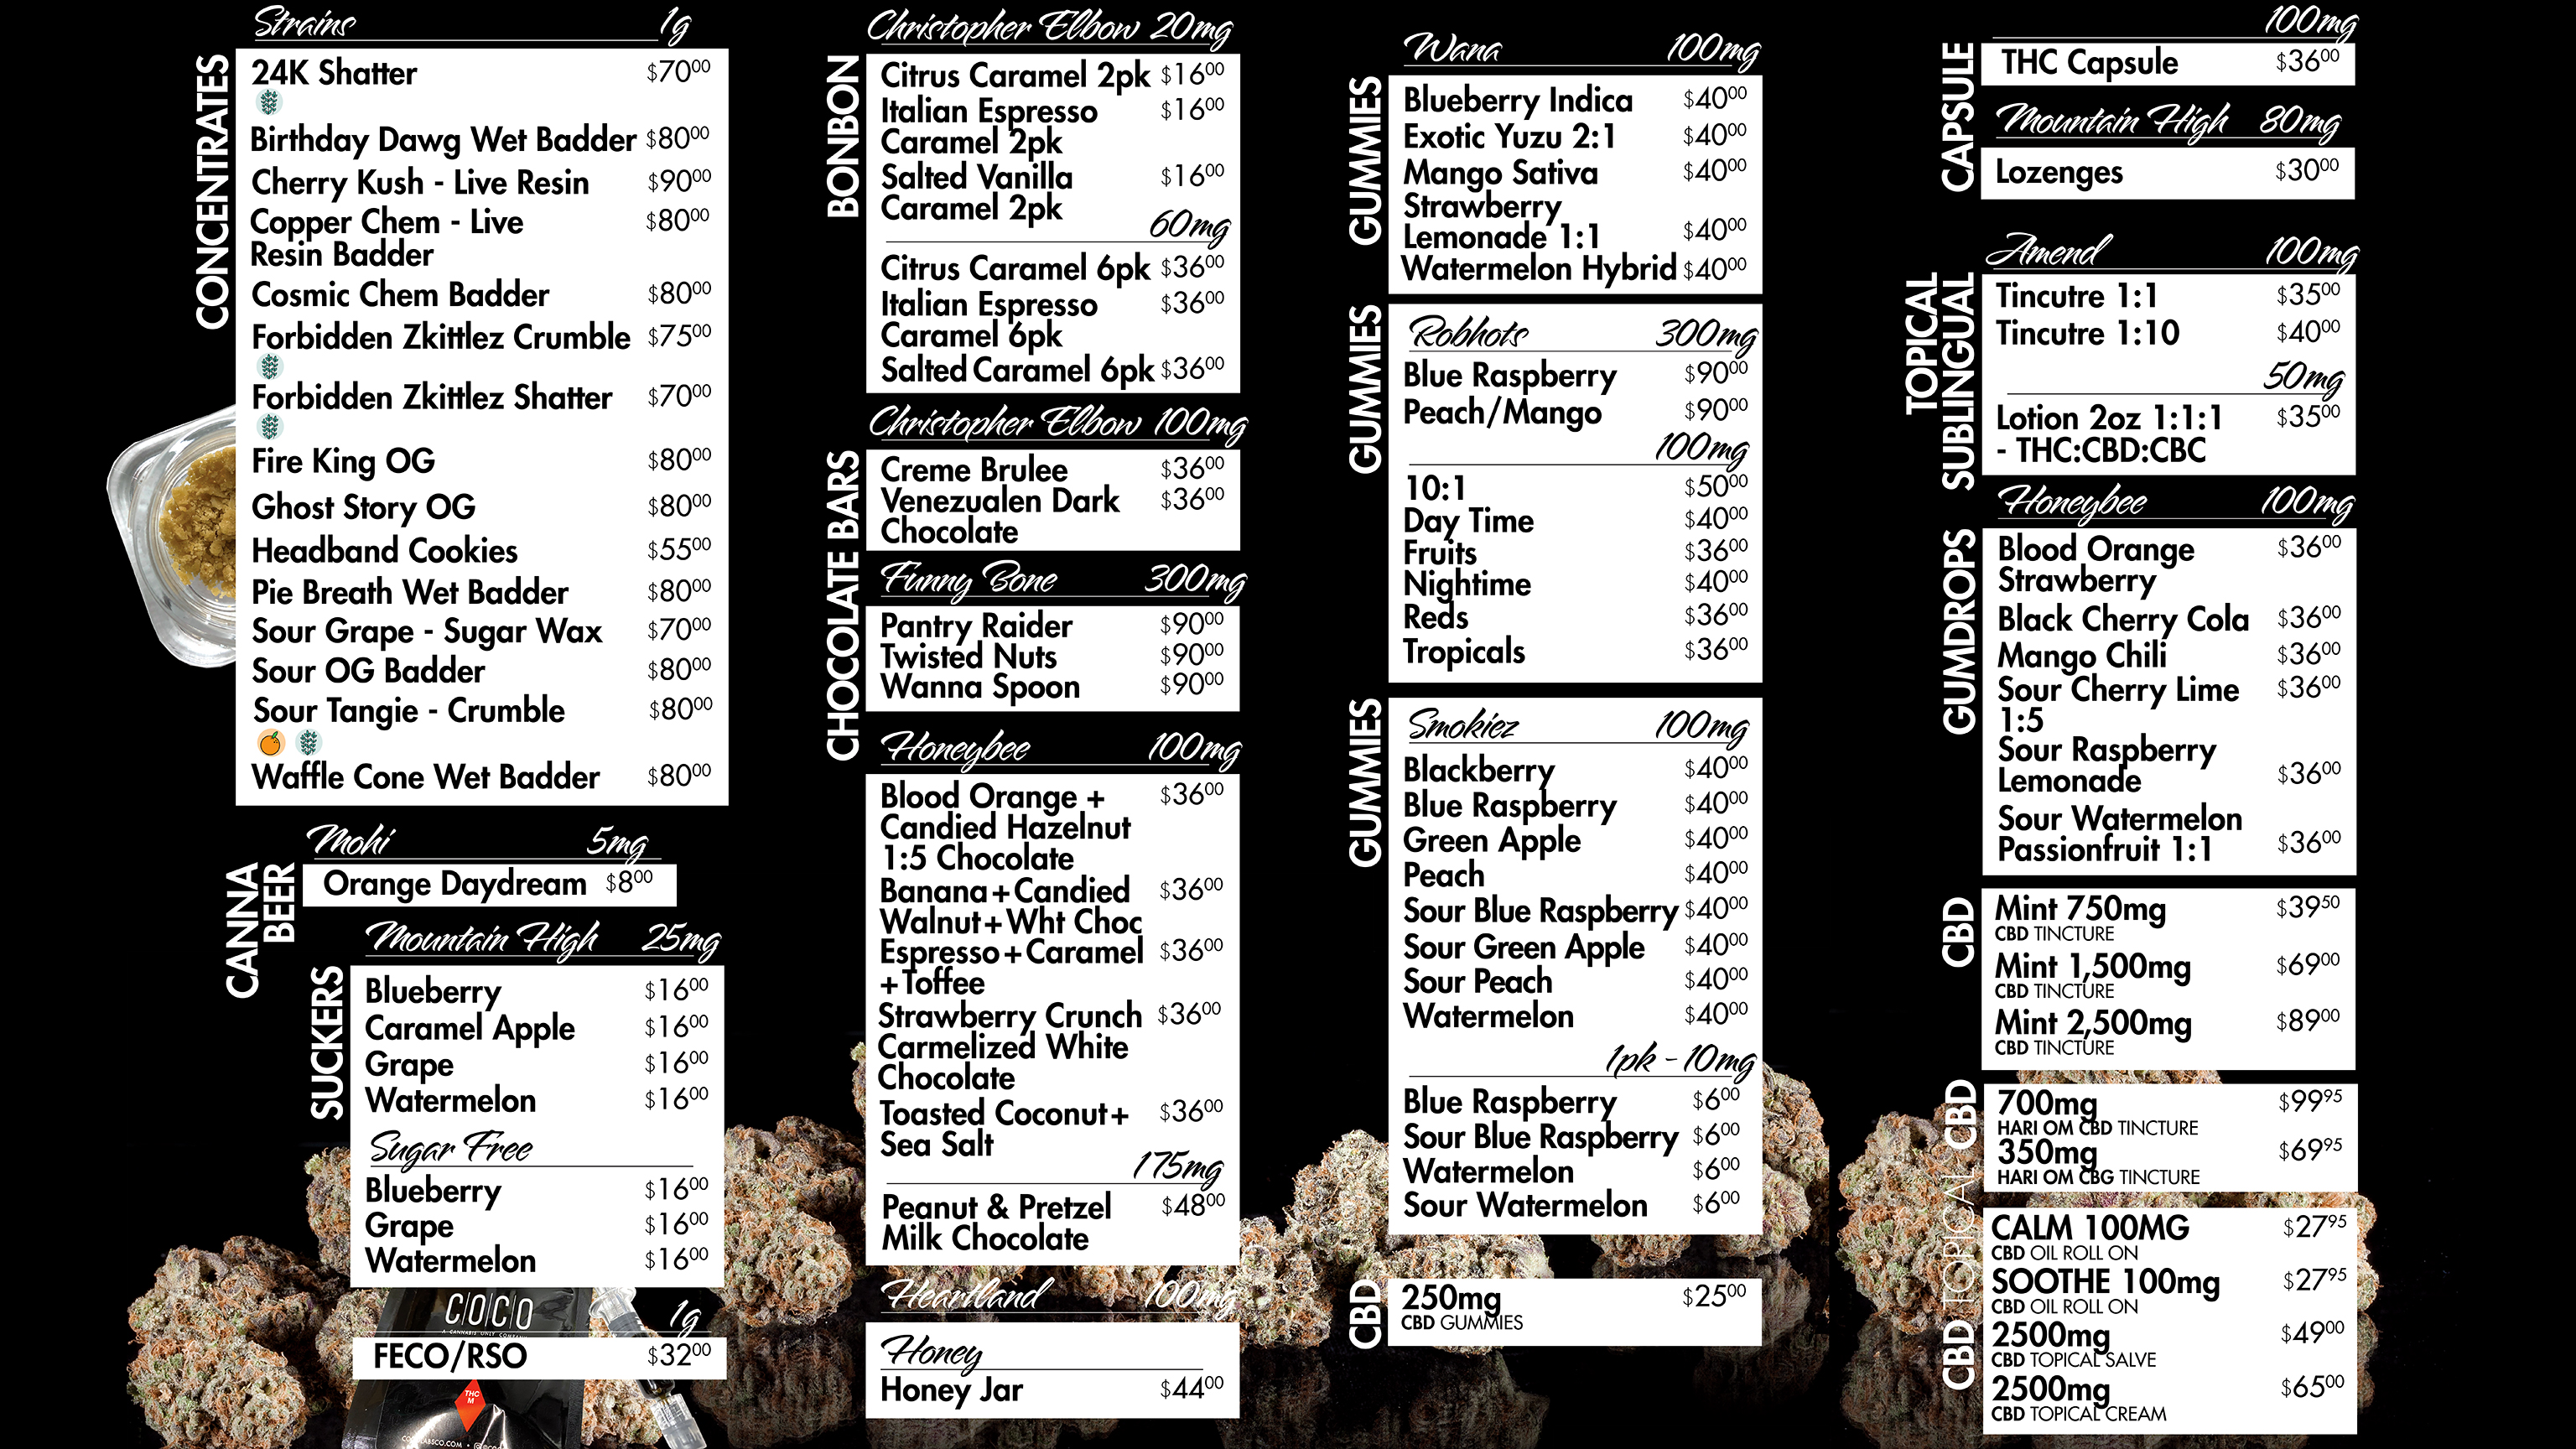 Strains 1g
CONCENTRATES
24K Shatter $70⁰⁰
Birthday Dawg Wet Badder $80⁰⁰
Cherry Kush - Live Resin $90⁰⁰
Copper Chem - Live $80⁰⁰
Resin Badder
Cosmic Chem Badder $80⁰⁰
Forbidden Zkittlez Crumble $75⁰⁰
Forbidden Zkittlez Shatter $70⁰⁰
Fire King OG $80⁰⁰
Ghost Story OG $80⁰⁰
Headband Cookies $55⁰⁰
Pie Breath Wet Badder $80⁰⁰
Sour Grape - Sugar Wax $70⁰⁰
Sour OG Badder $80⁰⁰
Sour Tangie - Crumble $80⁰⁰
Waffle Cone Wet Badder $80⁰⁰
CANNA
BEER
Mohi 5mg
Orange Daydream $8⁰⁰
SUCKERS
Mountain High 25mg
Blueberry $16⁰⁰
Caramel Apple $16⁰⁰
Grape $16⁰⁰
Watermelon $16⁰⁰
Sugar Free
Blueberry $16⁰⁰
Grape $16⁰⁰
Watermelon $16⁰⁰
COCO
A CANNABIS ONLY COMPANY
1g
FECO/RSO $32⁰⁰
THC
M
BONBON
Christopher Elbow 20mg
Citrus Caramel 2pk $16⁰⁰
Italian Espresso $16⁰⁰
Caramel 2pk
Salted Vanilla $16⁰⁰
Caramel 2pk
60mg
Citrus Caramel 6pk $36⁰⁰
Italian Espresso $36⁰⁰
Caramel 6pk
Salted Caramel 6pk $36⁰⁰
CHOCOLATE BARS
Christopher Elbow 100mg
Creme Brulee $36⁰⁰
Venezualen Dark $36⁰⁰
Chocolate
Funny Bone 300mg
Pantry Raider $90⁰⁰
Twisted Nuts $90⁰⁰
Wanna Spoon $90⁰⁰
Honeybee 100mg
Blood Orange + $36⁰⁰
Candied Hazelnut
1:5 Chocolate
Banana+Candied $36⁰⁰
Walnut+Wht Choc
Espresso+Caramel $36⁰⁰
+Toffee
Strawberry Crunch $36⁰⁰
Carmelized White
Chocolate
Toasted Coconut+ $36⁰⁰
Sea Salt
175mg
Peanut & Pretzel $48⁰⁰
Milk Chocolate
Heartland 100mg
Honey
Honey Jar $44⁰⁰
GUMMIES
Wana 100mg
Blueberry Indica $40⁰⁰
Exotic Yuzu 2:1 $40⁰⁰
Mango Sativa $40⁰⁰
Strawberry
Lemonade 1:1 $40⁰⁰
Watermelon Hybrid $40⁰⁰
GUMMIES
Robhots 300mg
Blue Raspberry $90⁰⁰
Peach/Mango $90⁰⁰
100mg
10:1 $50⁰⁰
Day Time $40⁰⁰
Fruits $36⁰⁰
Nightime $40⁰⁰
Reds $36⁰⁰
Tropicals $36⁰⁰
GUMMIES
Smokiez 100mg
Blackberry $40⁰⁰
Blue Raspberry $40⁰⁰
Green Apple $40⁰⁰
Peach $40⁰⁰
Sour Blue Raspberry $40⁰⁰
Sour Green Apple $40⁰⁰
Sour Peach $40⁰⁰
Watermelon $40⁰⁰
1pk - 10mg
Blue Raspberry $6⁰⁰
Sour Blue Raspberry $6⁰⁰
Watermelon $6⁰⁰
Sour Watermelon $6⁰⁰
CBD
250mg $25⁰⁰
CBD GUMMIES
CAPSULE
100mg
THC Capsule $36⁰⁰
Mountain High 80mg
Lozenges $30⁰⁰
TOPICAL
SUBLINGUAL
Amend 100mg
Tincutre 1:1 $35⁰⁰
Tincutre 1:10 $40⁰⁰
50mg
Lotion 2oz 1:1:1 $35⁰⁰
- THC:CBD:CBC
GUMDROPS
Honeybee 100mg
Blood Orange $36⁰⁰
Strawberry
Black Cherry Cola $36⁰⁰
Mango Chili $36⁰⁰
Sour Cherry Lime $36⁰⁰
1:5
Sour Raspberry
Lemonade $36⁰⁰
Sour Watermelon
Passionfruit 1:1 $36⁰⁰
CBD
Mint 750mg $39⁵⁰
CBD TINCTURE
Mint 1,500mg $69⁰⁰
CBD TINCTURE
Mint 2,500mg $89⁰⁰
CBD TINCTURE
CBD
700mg $99⁹⁵
HARI OM CBD TINCTURE
350mg $69⁹⁵
HARI OM CBG TINCTURE
CBD TOPICAL
CALM 100MG $27⁹⁵
CBD OIL ROLL ON
SOOTHE 100mg $27⁹⁵
CBD OIL ROLL ON
2500mg $49⁰⁰
CBD TOPICAL SALVE
2500mg $65⁰⁰
CBD TOPICAL CREAM